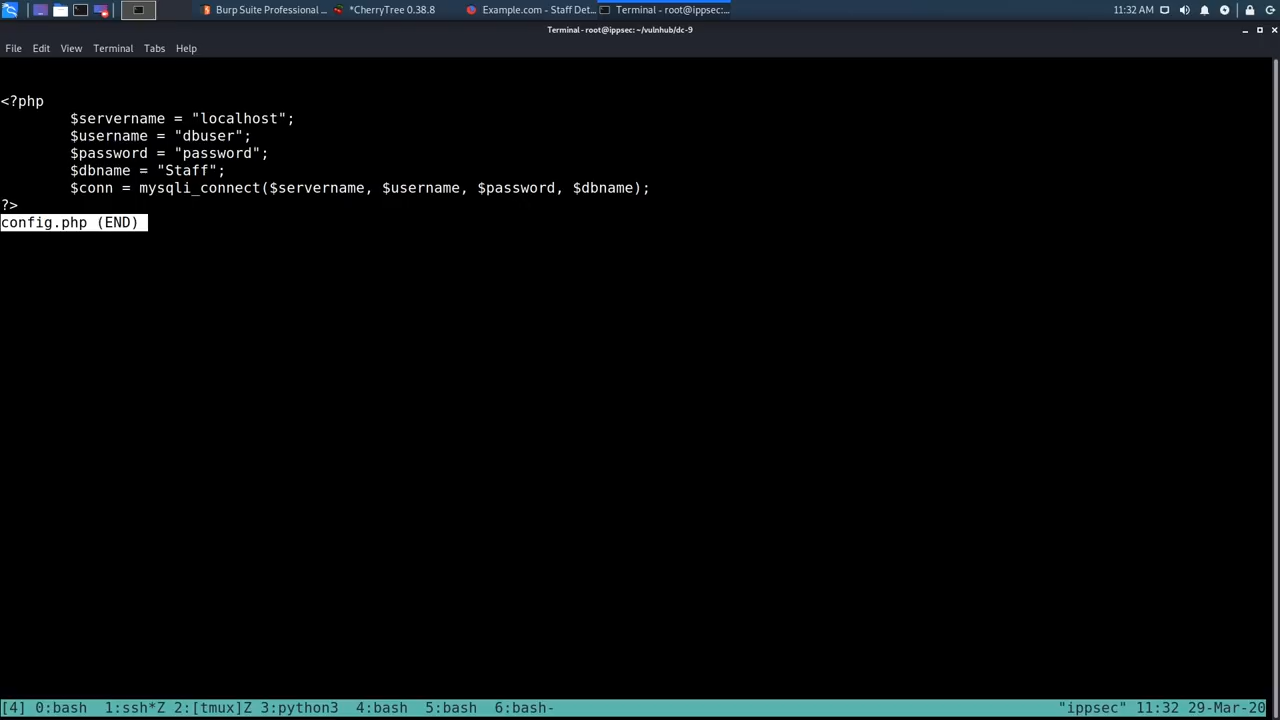 Burp Suite Professional ...
*CherryTree 0.38.8
Example.com - Staff Det...
Terminal - root@ippsec:...
11:32 AM
Terminal - root@ippsec: ~/vulnhub/dc-9
File Edit View Terminal Tabs Help
<?php
        $servername = "localhost";
        $username = "dbuser";
        $password = "password";
        $dbname = "Staff";
        $conn = mysqli_connect($servername, $username, $password, $dbname);
?>
config.php (END)
[4] 0:bash  1:ssh*Z 2:[tmux]Z 3:python3  4:bash  5:bash  6:bash- "ippsec" 11:32 29-Mar-20